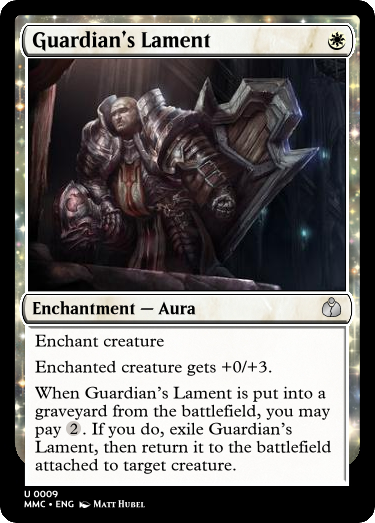 Guardian's Lament
Enchantment — Aura
Enchant creature
Enchanted creature gets +0/+3.
When Guardian's Lament is put into a
graveyard from the battlefield, you may
pay 2. If you do, exile Guardian's
Lament, then return it to the battlefield
attached to target creature.
U 0009
MMC • ENG Matt Hubel